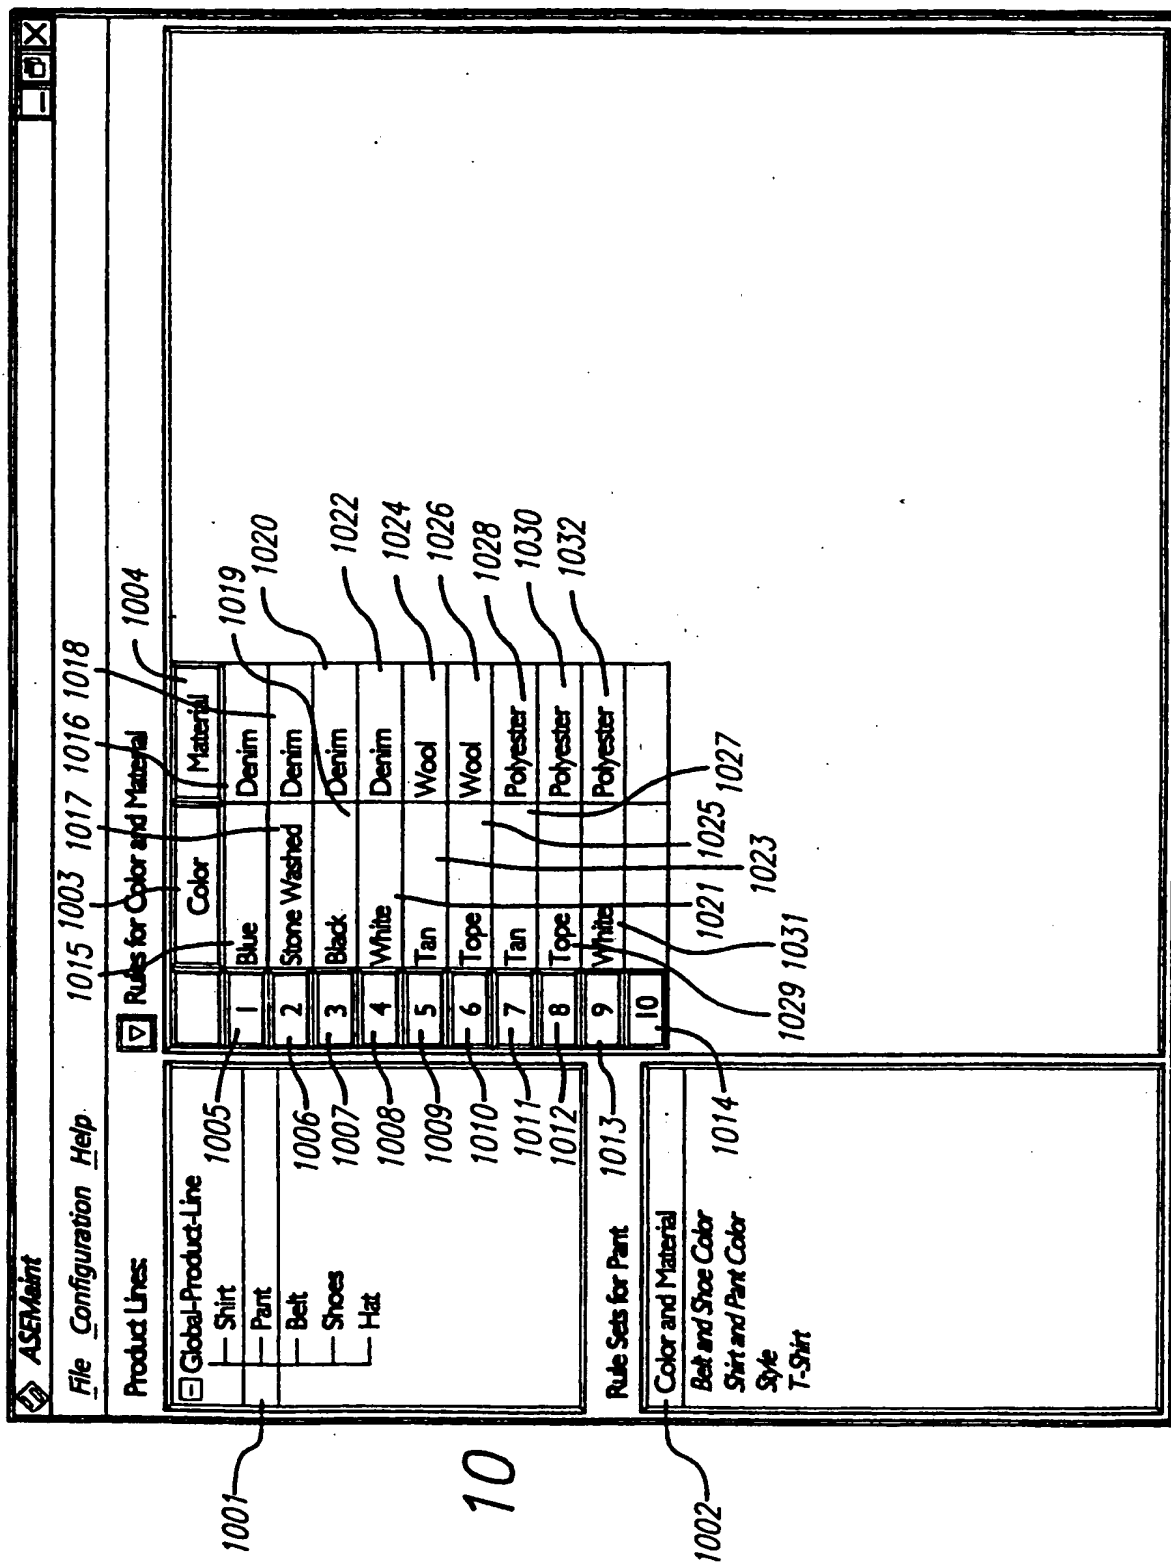 ASEMaint
File Configuration Help
Product Lines:
Global-Product-Line
Shirt
Pant
Belt
Shoes
Hat
1001
Rule Sets for Pant
Color and Material
Belt and Shoe Color
Shirt and Pant Color
Style
T-Shirt
1002
Rules for Color and Material
1015 1003 1017 1016 1018
1004
Color Material
1 Blue Denim
2 Stone Washed Denim
3 Black Denim
4 White Denim
5 Tan Wool
6 Tope Wool
7 Tan Polyester
8 Tope Polyester
9 White Polyester
10
1005
1006
1007
1008
1009
1010
1011
1012
1013
1014
1019
1020
1022
1024
1026
1028
1030
1032
1021
1023
1025
1027
1029 1031
10